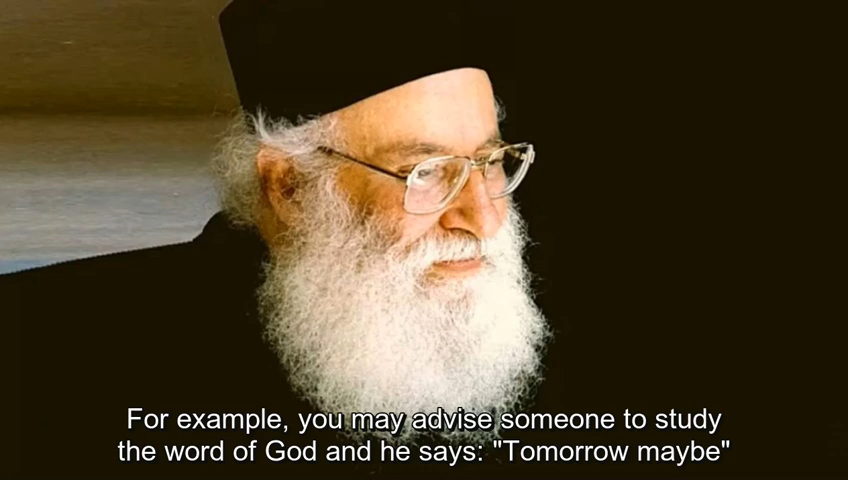 For example, you may advise someone to study
the word of God and he says: "Tomorrow maybe"